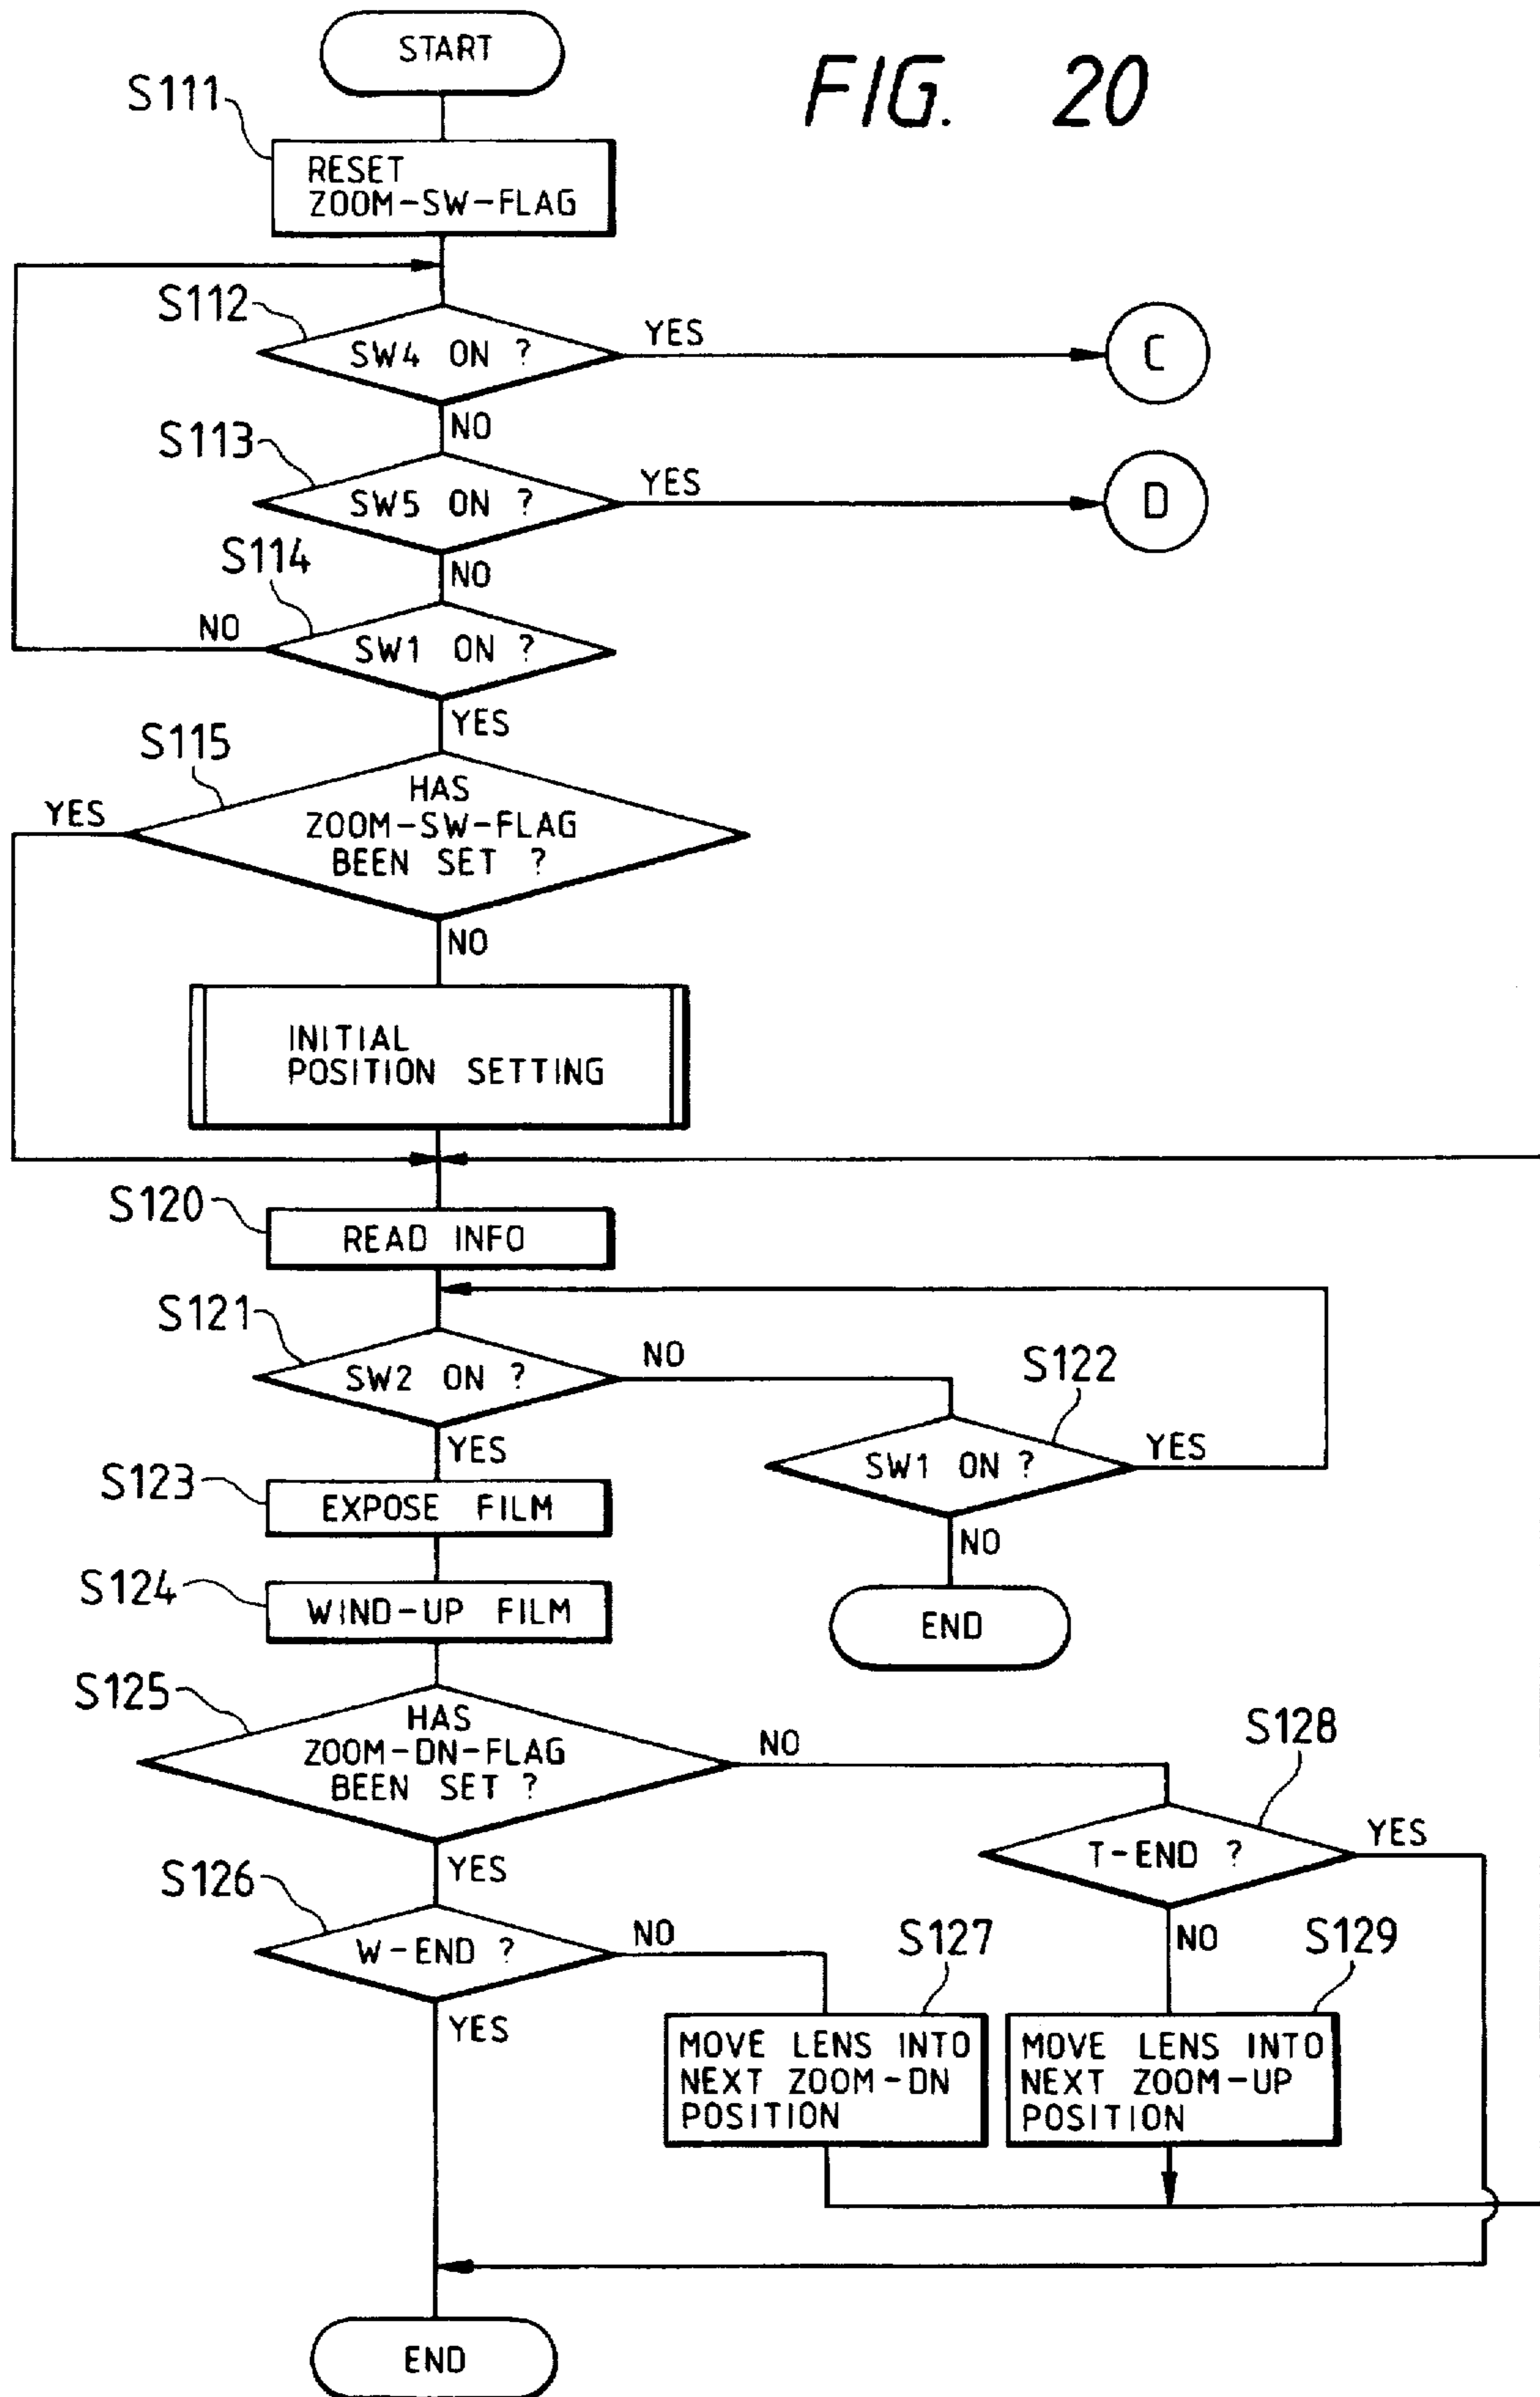 FIG. 20
START
S111
RESET
ZOOM-SW-FLAG
S112
SW4 ON ?
YES
C
NO
S113
SW5 ON ?
YES
D
NO
S114
NO
SW1 ON ?
YES
S115
YES
HAS
ZOOM-SW-FLAG
BEEN SET ?
NO
INITIAL
POSITION SETTING
S120
READ INFO
S121
SW2 ON ?
NO
S122
SW1 ON ?
YES
NO
END
YES
S123
EXPOSE FILM
S124
WIND-UP FILM
S125
HAS
ZOOM-DN-FLAG
BEEN SET ?
NO
S128
T-END ?
YES
NO
YES
S126
W-END ?
NO
YES
S127
MOVE LENS INTO
NEXT ZOOM-DN
POSITION
S129
MOVE LENS INTO
NEXT ZOOM-UP
POSITION
END